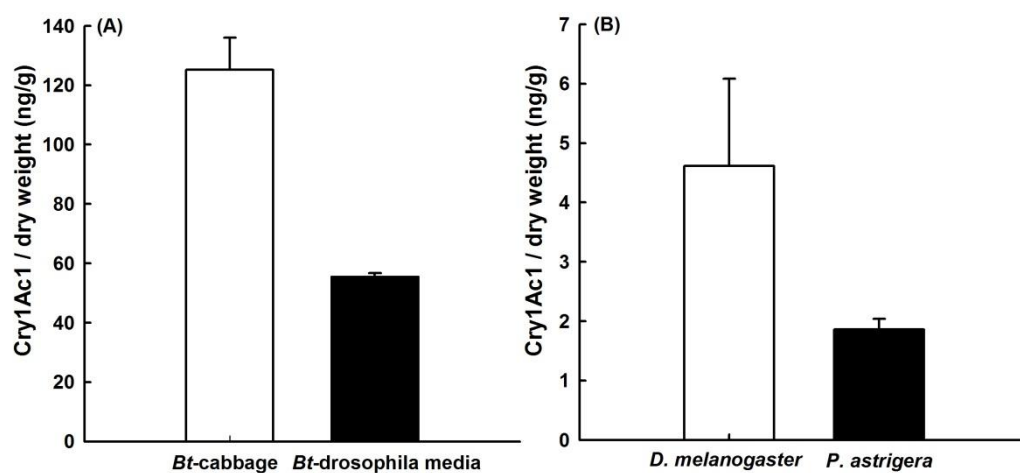 (A)
Cry1Ac1 / dry weight (ng/g)
140
120
100
80
60
40
20
0
Bt-cabbage
Bt-drosophila media
(B)
Cry1Ac1 / dry weight (ng/g)
7
6
5
4
3
2
1
0
D. melanogaster
P. astrigera